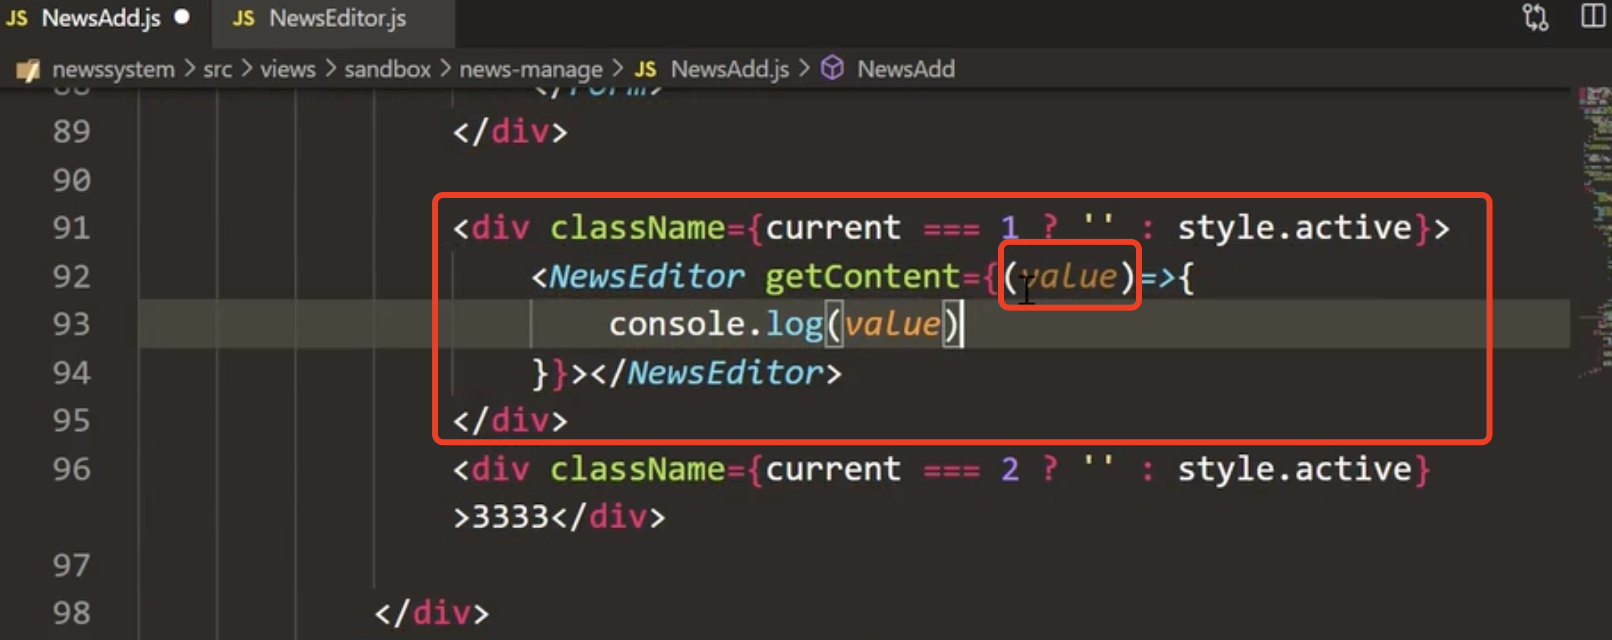 JS NewsAdd.js ● JS NewsEditor.js
newssystem > src > views > sandbox > news-manage > JS NewsAdd.js > NewsAdd
88 </Form>
89 </div>
90
91 <div className={current === 1 ? '' : style.active}>
92 <NewsEditor getContent={(value)=>{
93 console.log(value)
94 }}></NewsEditor>
95 </div>
96 <div className={current === 2 ? '' : style.active}
>3333</div>
97
98 </div>